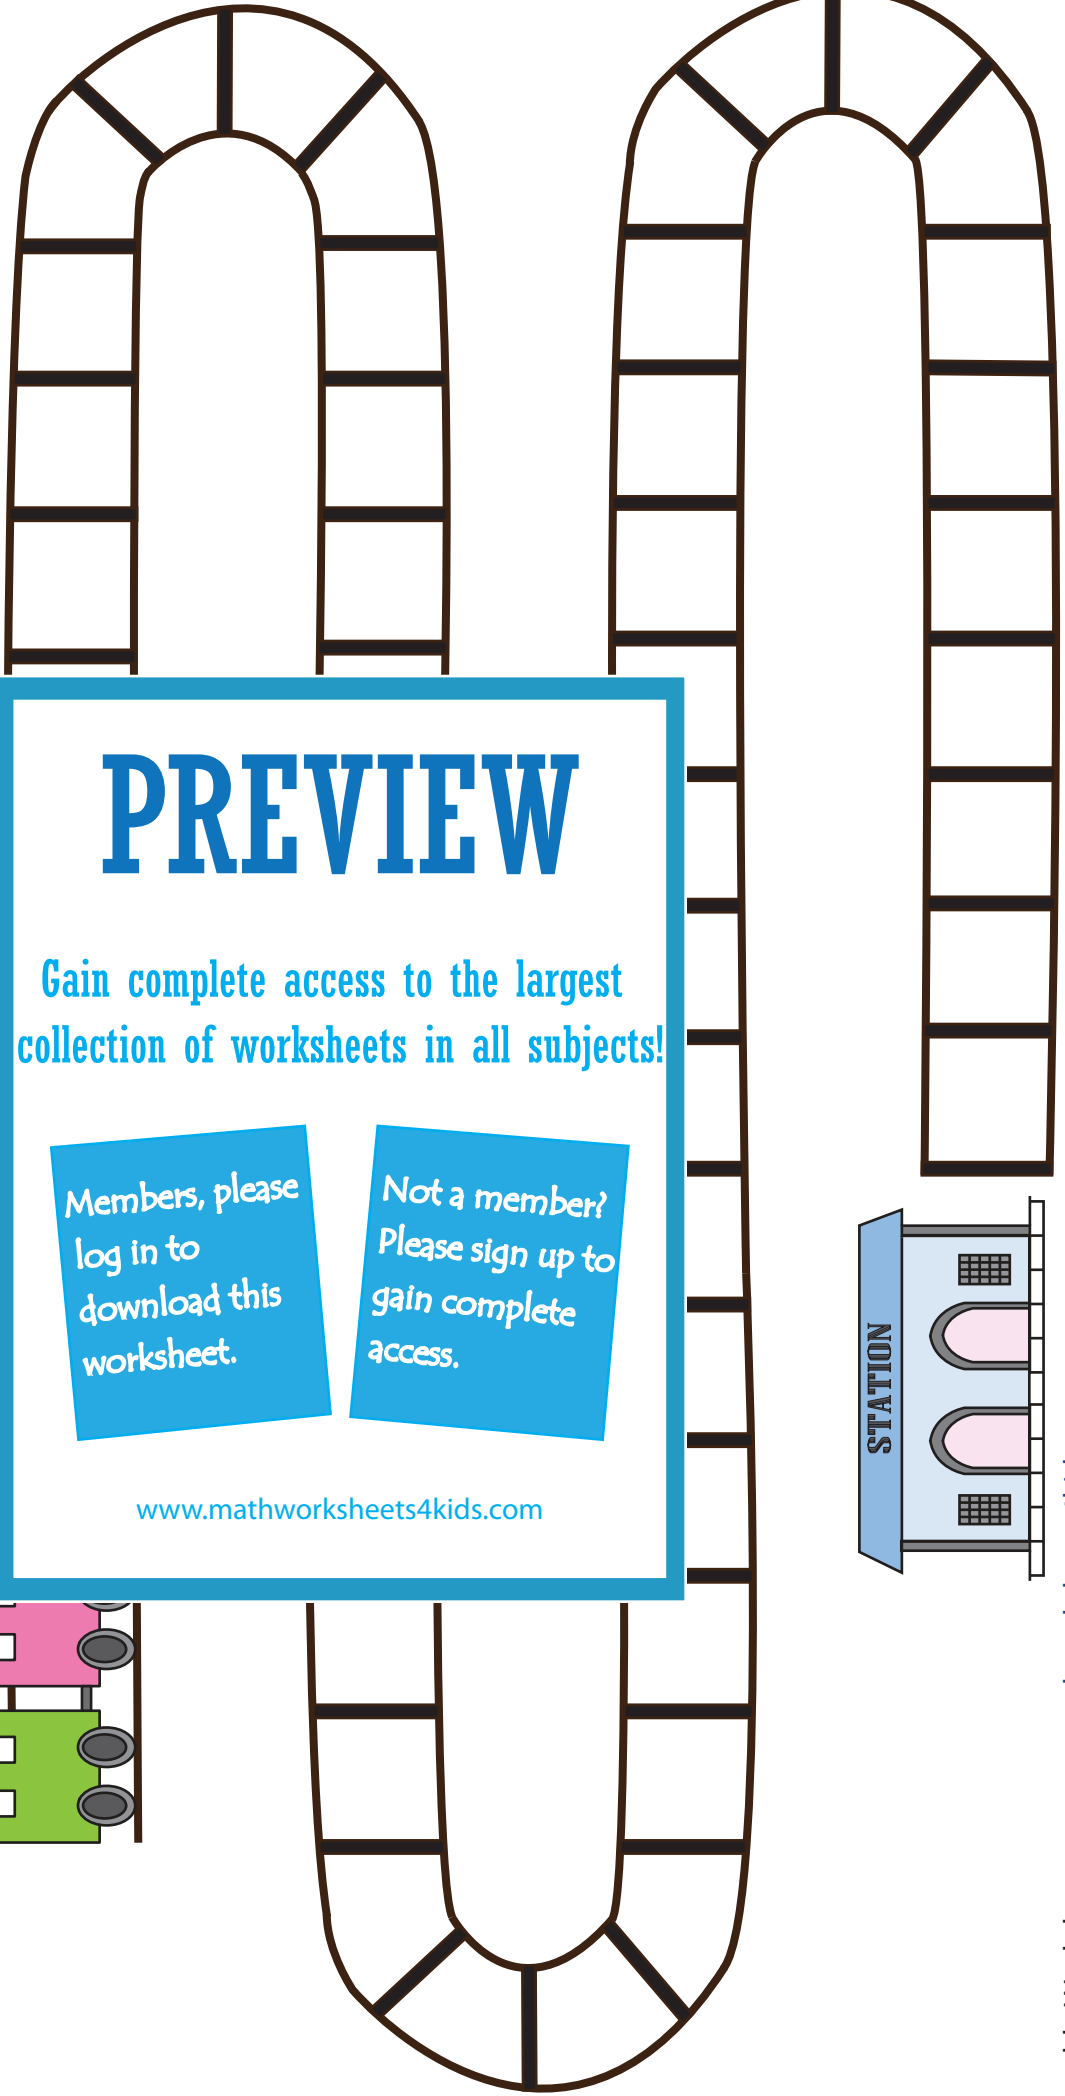 PREVIEW
Gain complete access to the largest
collection of worksheets in all subjects!
Members, please
log in to
download this
worksheet.
Not a member?
Please sign up to
gain complete
access.
www.mathworksheets4kids.com
STATION